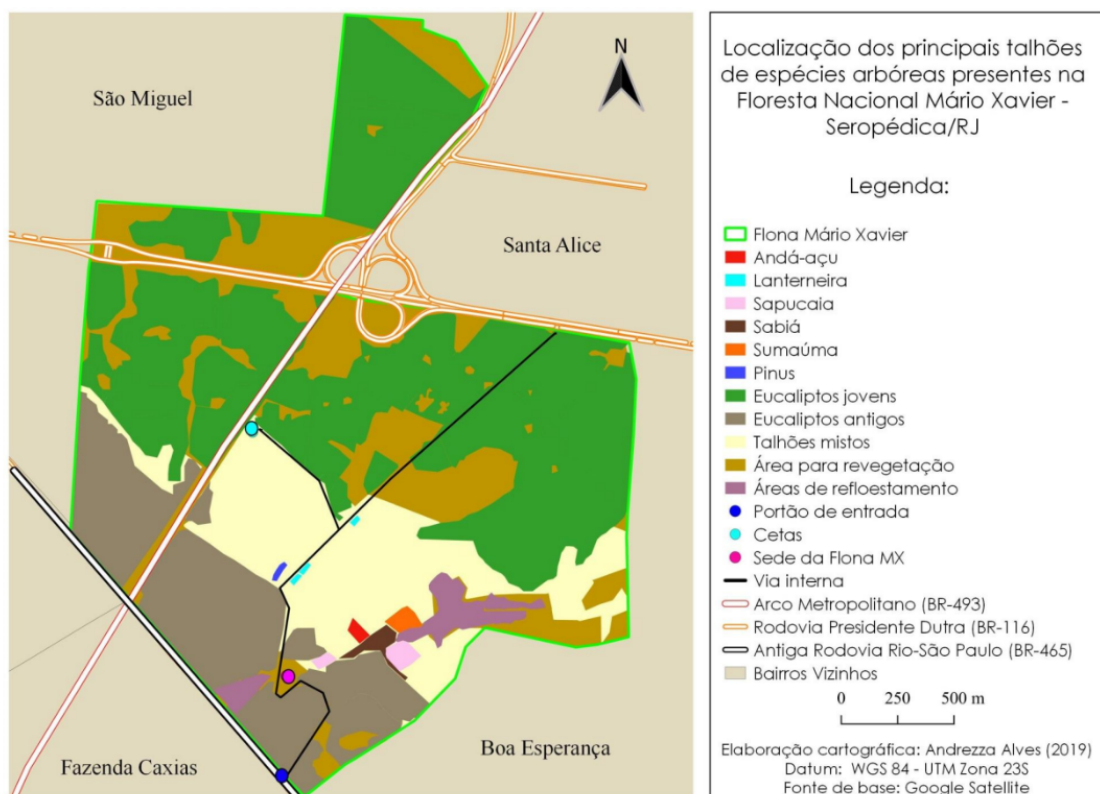 São Miguel
N
Santa Alice
Fazenda Caxias
Boa Esperança
Localização dos principais talhões
de espécies arbóreas presentes na
Floresta Nacional Mário Xavier -
Seropédica/RJ
Legenda:
Flona Mário Xavier
Andá-açu
Lanterneira
Sapucaia
Sabiá
Sumaúma
Pinus
Eucaliptos jovens
Eucaliptos antigos
Talhões mistos
Área para revegetação
Áreas de refloestamento
Portão de entrada
Cetas
Sede da Flona MX
Via interna
Arco Metropolitano (BR-493)
Rodovia Presidente Dutra (BR-116)
Antiga Rodovia Rio-São Paulo (BR-465)
Bairros Vizinhos
0 250 500 m
Elaboração cartográfica: Andrezza Alves (2019)
Datum: WGS 84 - UTM Zona 23S
Fonte de base: Google Satellite